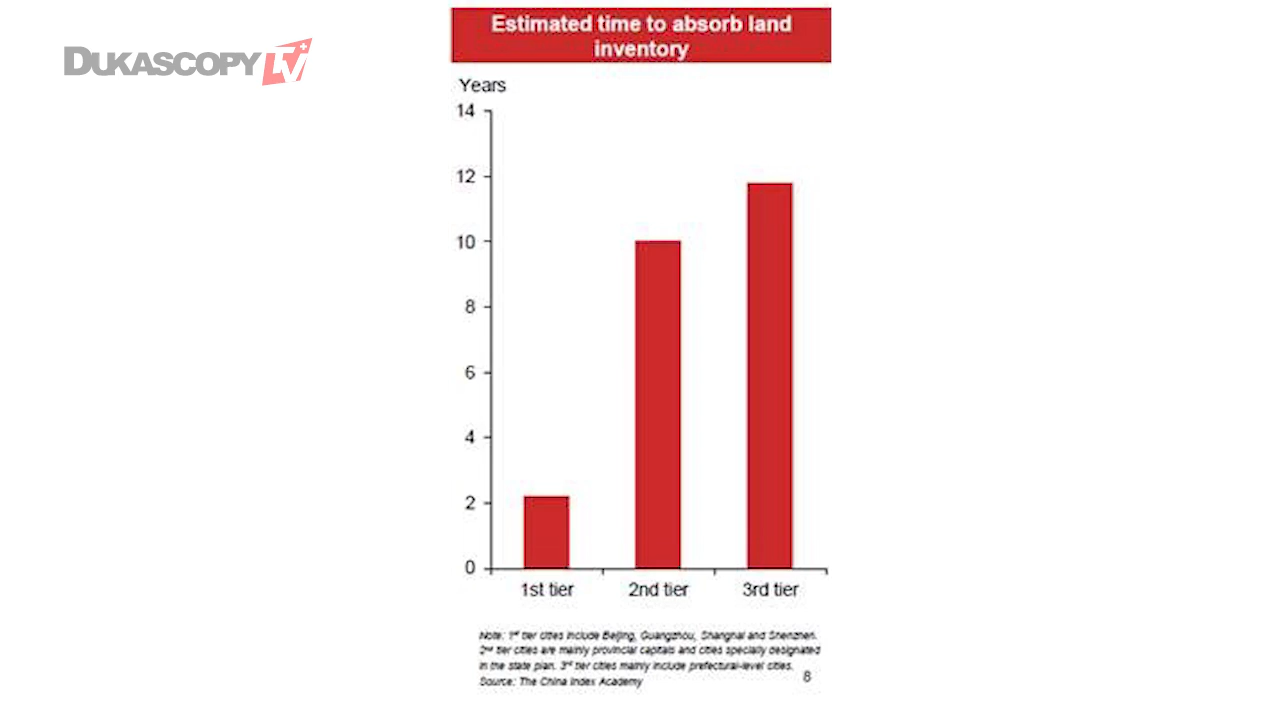 DUKASCOPY TV
Estimated time to absorb land
inventory
Years
14
12
10
8
6
4
2
0
1st tier 2nd tier 3rd tier
Note: 1st tier cities include Beijing, Guangzhou, Shanghai and Shenzhen.
2nd tier cities are mainly provincial capitals and cities specially designated
in the state plan. 3rd tier cities mainly include prefectural-level cities.
Source: The China Index Academy
8